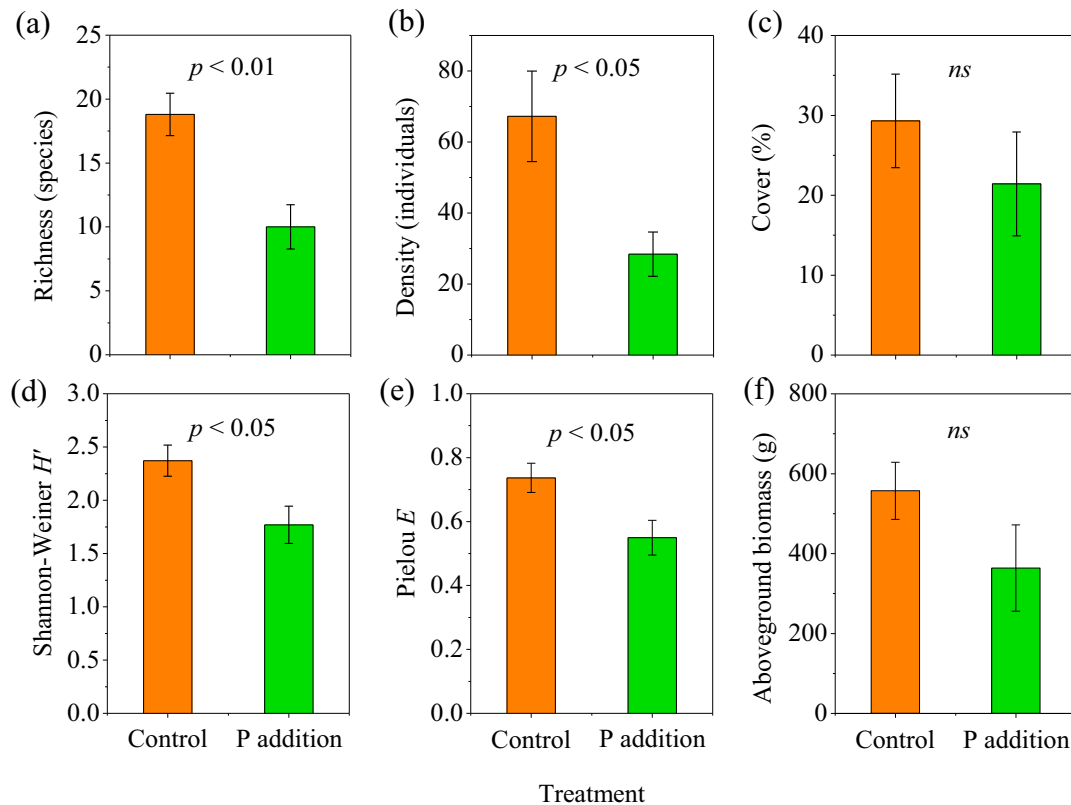 (a)
25
20
15
10
5
0
Richness (species)
p < 0.01
(b)
80
60
40
20
0
Density (individuals)
p < 0.05
(c)
40
30
20
10
0
Cover (%)
ns
(d)
3.0
2.5
2.0
1.5
1.0
0.5
0.0
Shannon-Weiner H'
p < 0.05
Control P addition
(e)
1.0
0.8
0.6
0.4
0.2
0.0
Pielou E
p < 0.05
Control P addition
(f)
800
600
400
200
0
Aboveground biomass (g)
ns
Control P addition
Treatment